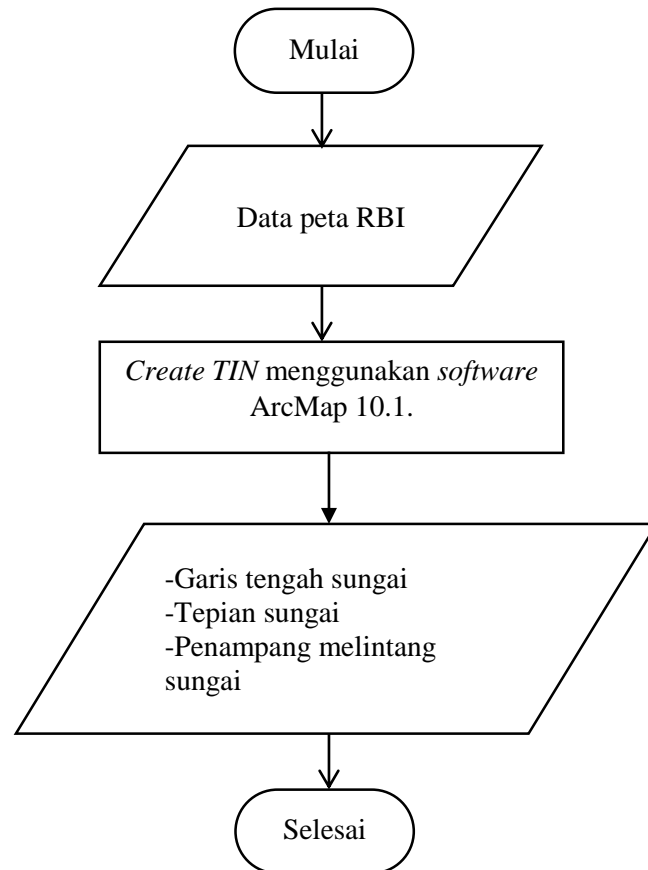 Mulai
Data peta RBI
Create TIN menggunakan software
ArcMap 10.1.
-Garis tengah sungai
-Tepian sungai
-Penampang melintang
sungai
Selesai